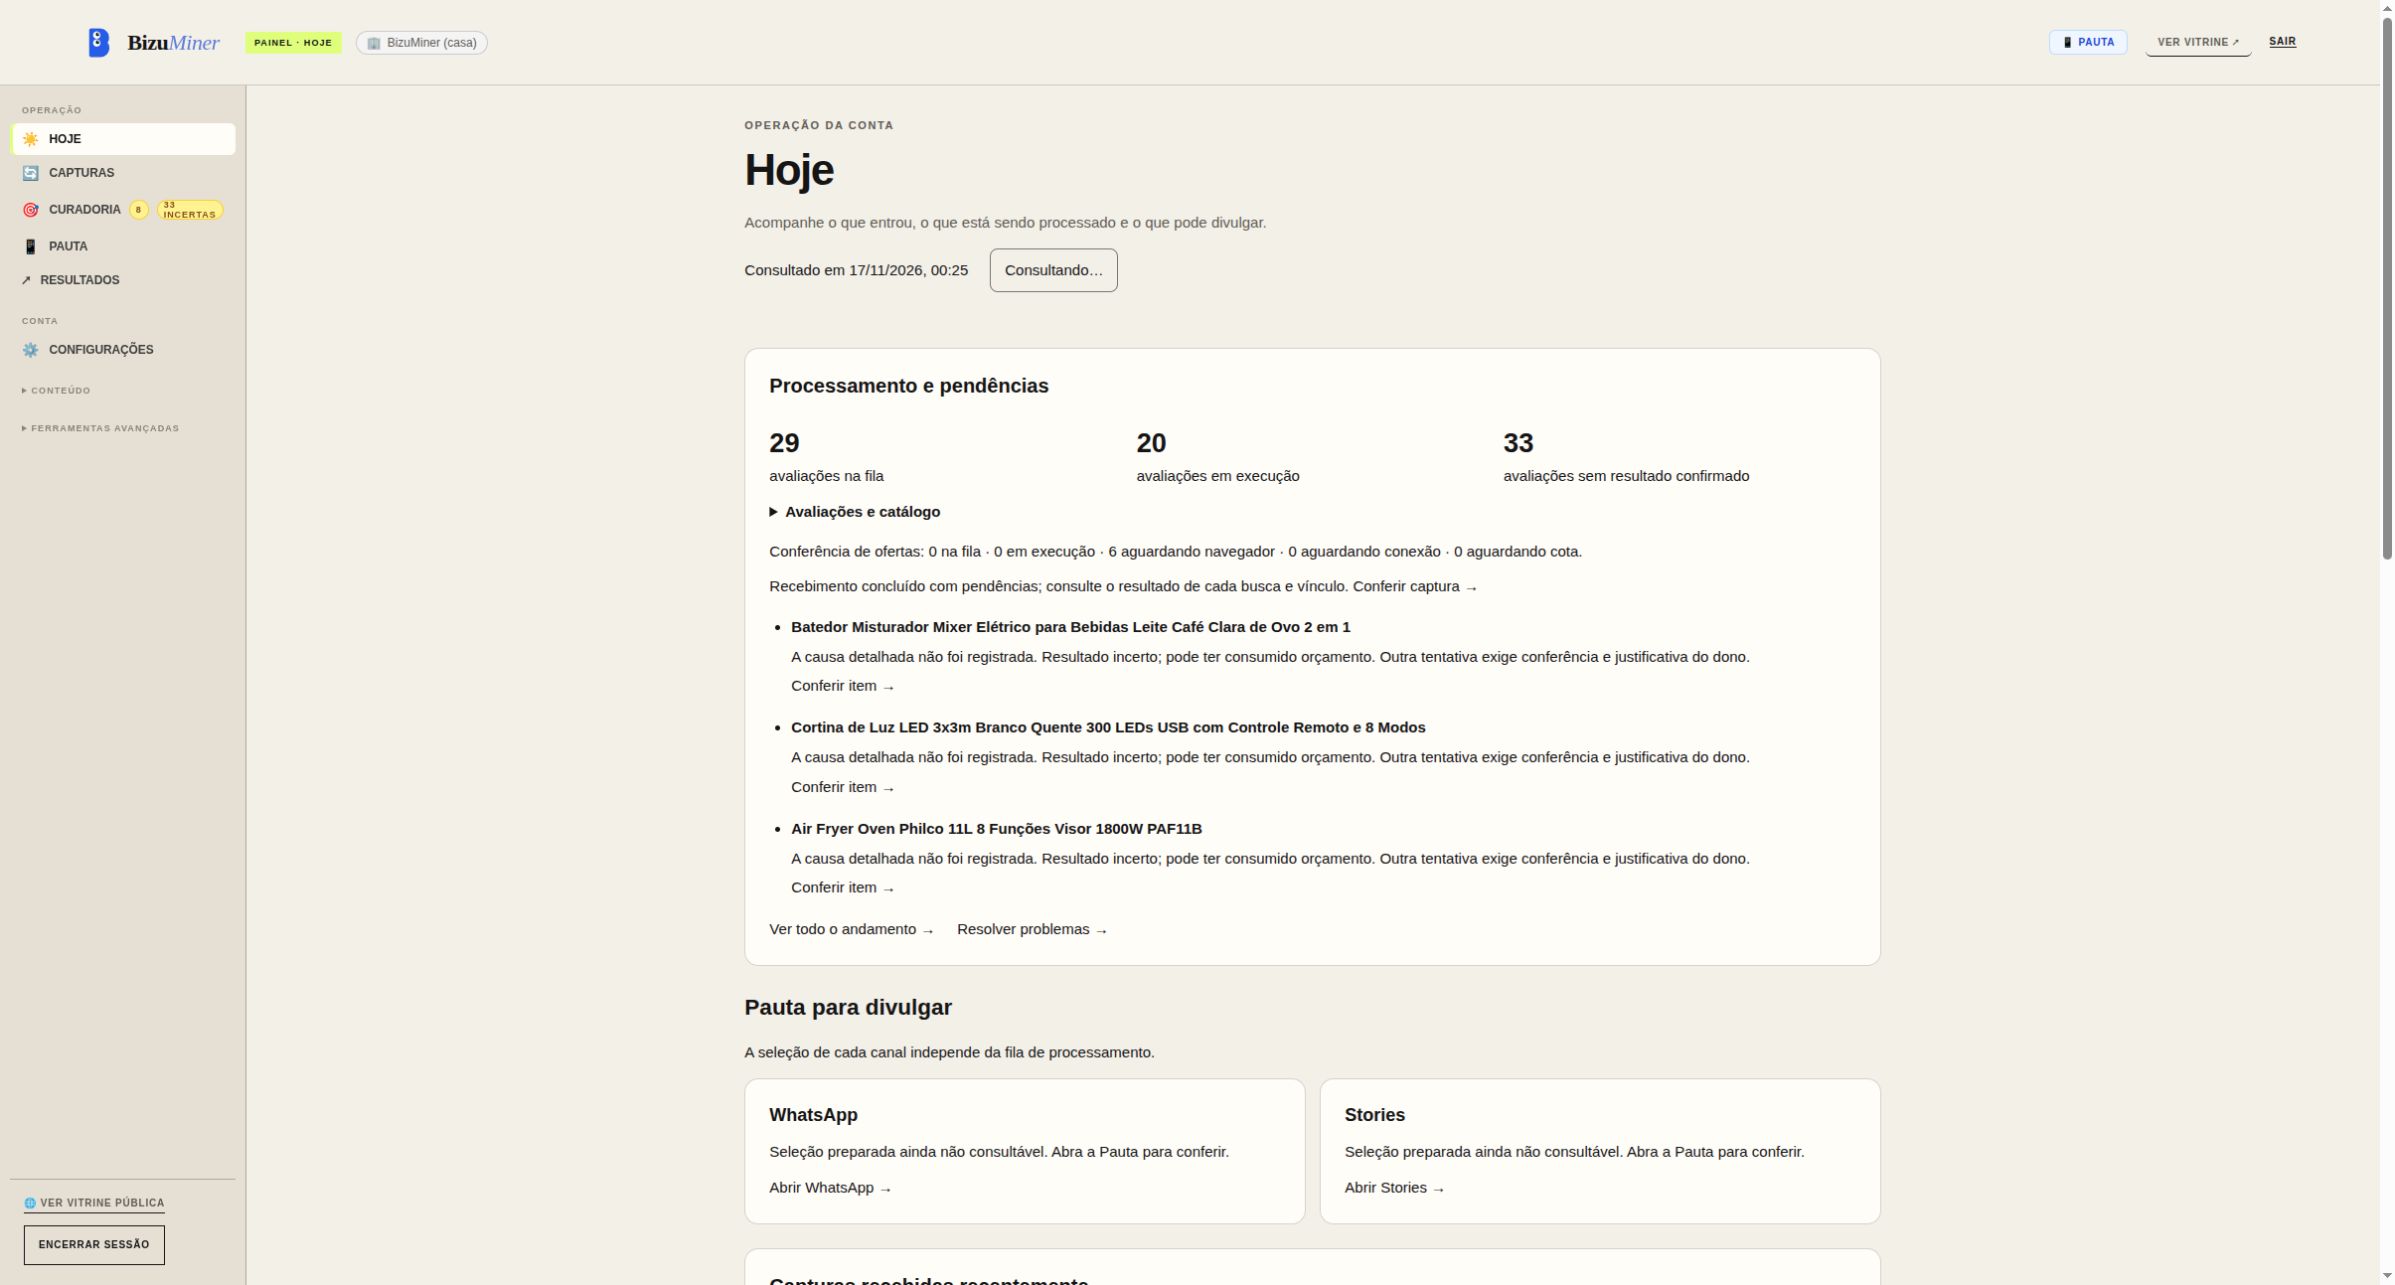 BizuMiner
PAINEL · HOJE
BizuMiner (casa)
PAUTA
VER VITRINE ↗
SAIR
OPERAÇÃO
HOJE
CAPTURAS
CURADORIA 8 33 INCERTAS
PAUTA
↗ RESULTADOS
CONTA
CONFIGURAÇÕES
▸ CONTEÚDO
▸ FERRAMENTAS AVANÇADAS
VER VITRINE PÚBLICA
ENCERRAR SESSÃO
OPERAÇÃO DA CONTA
Hoje
Acompanhe o que entrou, o que está sendo processado e o que pode divulgar.
Consultado em 17/11/2026, 00:25
Consultando…
Processamento e pendências
29
avaliações na fila
20
avaliações em execução
33
avaliações sem resultado confirmado
▶ Avaliações e catálogo
Conferência de ofertas: 0 na fila · 0 em execução · 6 aguardando navegador · 0 aguardando conexão · 0 aguardando cota.
Recebimento concluído com pendências; consulte o resultado de cada busca e vínculo. Conferir captura →
• Batedor Misturador Mixer Elétrico para Bebidas Leite Café Clara de Ovo 2 em 1
A causa detalhada não foi registrada. Resultado incerto; pode ter consumido orçamento. Outra tentativa exige conferência e justificativa do dono.
Conferir item →
• Cortina de Luz LED 3x3m Branco Quente 300 LEDs USB com Controle Remoto e 8 Modos
A causa detalhada não foi registrada. Resultado incerto; pode ter consumido orçamento. Outra tentativa exige conferência e justificativa do dono.
Conferir item →
• Air Fryer Oven Philco 11L 8 Funções Visor 1800W PAF11B
A causa detalhada não foi registrada. Resultado incerto; pode ter consumido orçamento. Outra tentativa exige conferência e justificativa do dono.
Conferir item →
Ver todo o andamento → Resolver problemas →
Pauta para divulgar
A seleção de cada canal independe da fila de processamento.
WhatsApp
Seleção preparada ainda não consultável. Abra a Pauta para conferir.
Abrir WhatsApp →
Stories
Seleção preparada ainda não consultável. Abra a Pauta para conferir.
Abrir Stories →
Capturas recebidas recentemente